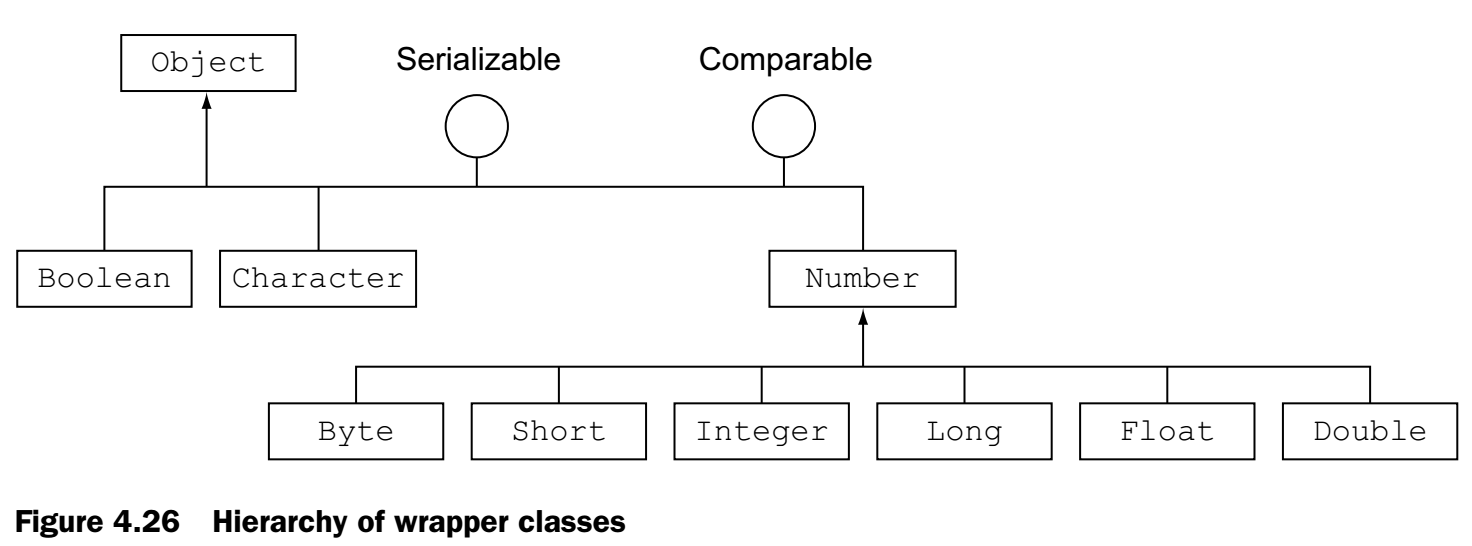 Object Serializable Comparable
Boolean Character Number
Byte Short Integer Long Float Double
Figure 4.26 Hierarchy of wrapper classes